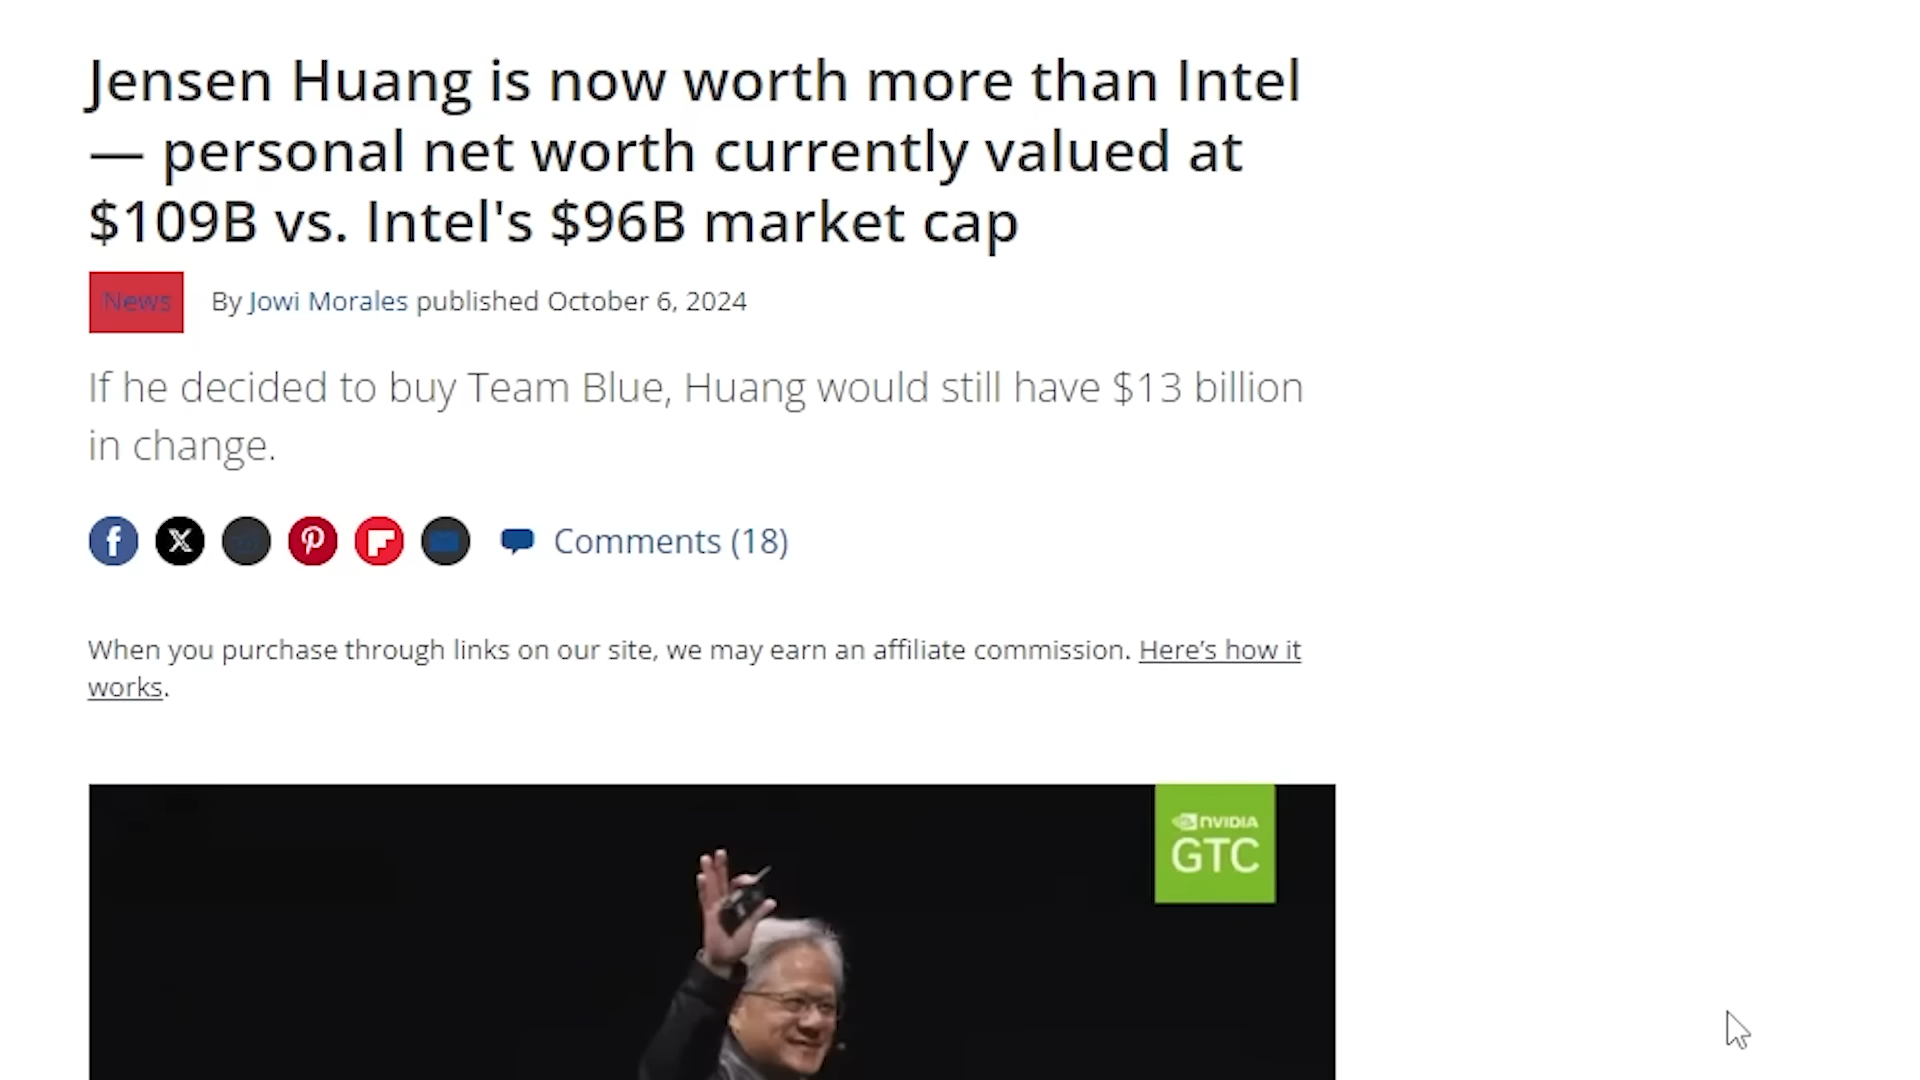 Jensen Huang is now worth more than Intel
— personal net worth currently valued at
$109B vs. Intel's $96B market cap
News By Jowi Morales published October 6, 2024
If he decided to buy Team Blue, Huang would still have $13 billion
in change.
Comments (18)
When you purchase through links on our site, we may earn an affiliate commission. Here’s how it
works.
NVIDIA
GTC